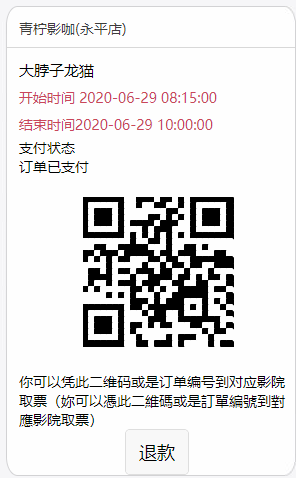 青柠影咖(永平店)
大脖子龙猫
开始时间 2020-06-29 08:15:00
结束时间2020-06-29 10:00:00
支付状态
订单已支付
你可以凭此二维码或是订单编号到对应影院
取票（妳可以憑此二維碼或是訂單編號到對
應影院取票）
退款